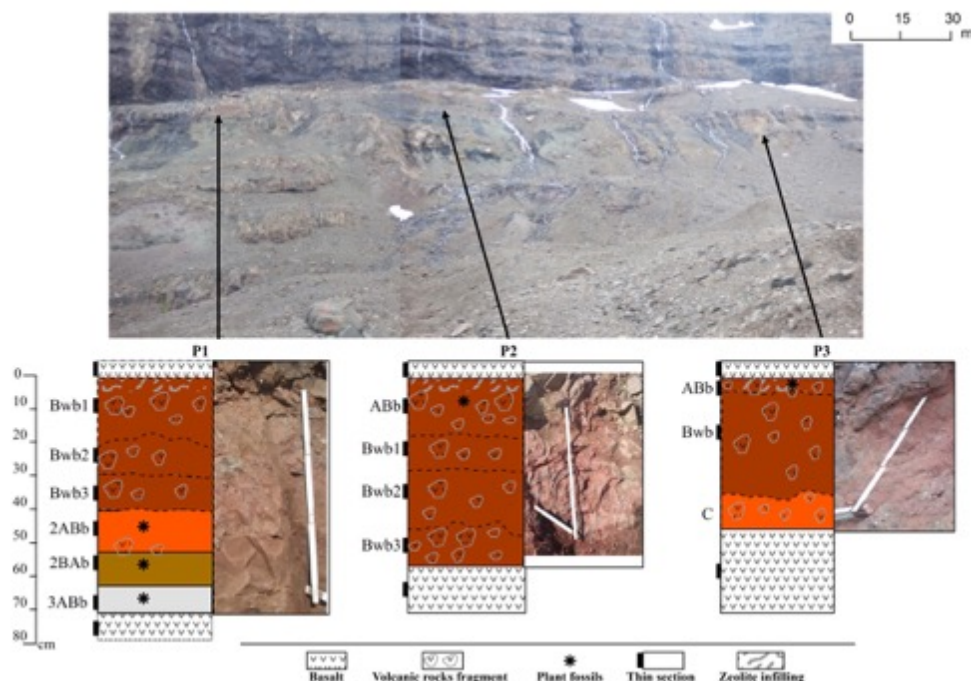 0 15 30
m
P1 P2 P3
0
10
20
30
40
50
60
70
80
cm
Bwb1
Bwb2
Bwb3
2ABb
2BAb
3ABb
ABb
Bwb1
Bwb2
Bwb3
ABb
Bwb
C
Basalt Volcanic rocks fragment Plant fossils Thin section Zeolite infilling